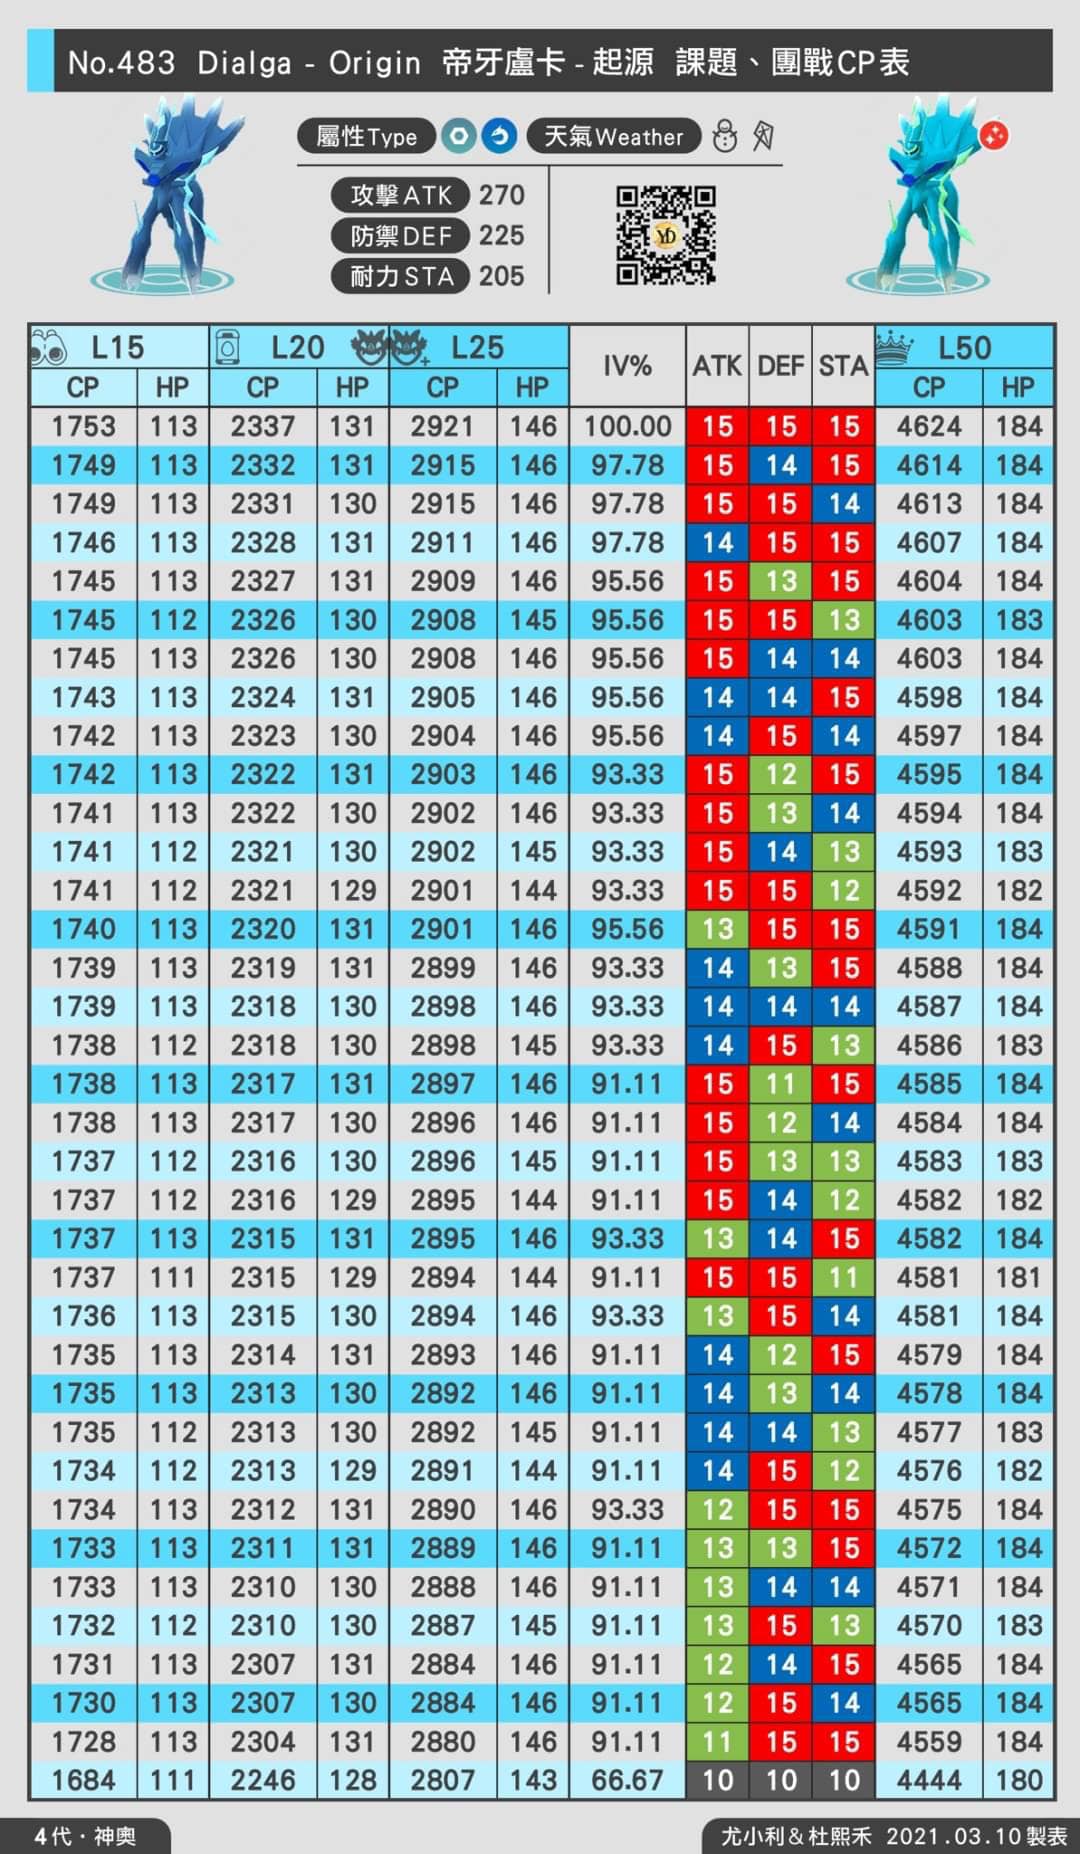 No.483 Dialga - Origin 帝牙盧卡 - 起源 課題、團戰CP表
屬性Type 天氣Weather
攻擊ATK 270
防禦DEF 225
耐力STA 205
YD
L15 L20 L25 IV% ATK DEF STA L50
CP HP CP HP CP HP CP HP
1753 113 2337 131 2921 146 100.00 15 15 15 4624 184
1749 113 2332 131 2915 146 97.78 15 14 15 4614 184
1749 113 2331 130 2915 146 97.78 15 15 14 4613 184
1746 113 2328 131 2911 146 97.78 14 15 15 4607 184
1745 113 2327 131 2909 146 95.56 15 13 15 4604 184
1745 112 2326 130 2908 145 95.56 15 15 13 4603 183
1745 113 2326 130 2908 146 95.56 15 14 14 4603 184
1743 113 2324 131 2905 146 95.56 14 14 15 4598 184
1742 113 2323 130 2904 146 95.56 14 15 14 4597 184
1742 113 2322 131 2903 146 93.33 15 12 15 4595 184
1741 113 2322 130 2902 146 93.33 15 13 14 4594 184
1741 112 2321 130 2902 145 93.33 15 14 13 4593 183
1741 112 2321 129 2901 144 93.33 15 15 12 4592 182
1740 113 2320 131 2901 146 95.56 13 15 15 4591 184
1739 113 2319 131 2899 146 93.33 14 13 15 4588 184
1739 113 2318 130 2898 146 93.33 14 14 14 4587 184
1738 112 2318 130 2898 145 93.33 14 15 13 4586 183
1738 113 2317 131 2897 146 91.11 15 11 15 4585 184
1738 113 2317 130 2896 146 91.11 15 12 14 4584 184
1737 112 2316 130 2896 145 91.11 15 13 13 4583 183
1737 112 2316 129 2895 144 91.11 15 14 12 4582 182
1737 113 2315 131 2895 146 93.33 13 14 15 4582 184
1737 111 2315 129 2894 144 91.11 15 15 11 4581 181
1736 113 2315 130 2894 146 93.33 13 15 14 4581 184
1735 113 2314 131 2893 146 91.11 14 12 15 4579 184
1735 113 2313 130 2892 146 91.11 14 13 14 4578 184
1735 112 2313 130 2892 145 91.11 14 14 13 4577 183
1734 112 2313 129 2891 144 91.11 14 15 12 4576 182
1734 113 2312 131 2890 146 93.33 12 15 15 4575 184
1733 113 2311 131 2889 146 91.11 13 13 15 4572 184
1733 113 2310 130 2888 146 91.11 13 14 14 4571 184
1732 112 2310 130 2887 145 91.11 13 15 13 4570 183
1731 113 2307 131 2884 146 91.11 12 14 15 4565 184
1730 113 2307 130 2884 146 91.11 12 15 14 4565 184
1728 113 2304 131 2880 146 91.11 11 15 15 4559 184
1684 111 2246 128 2807 143 66.67 10 10 10 4444 180
4代・神奧
尤小利＆杜熙禾 2021.03.10製表